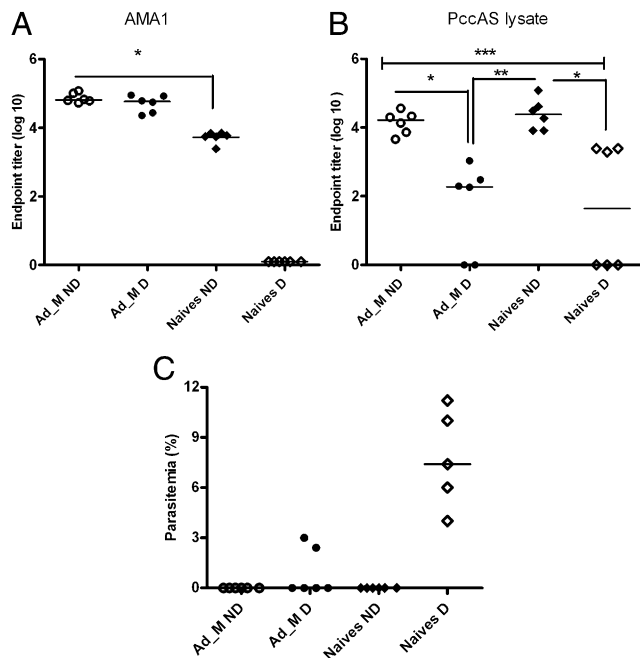 A
AMA1
Endpoint titer (log 10)
6
4
2
0
*
Ad_M ND
Ad_M D
Naives ND
Naives D
B
PccAS lysate
Endpoint titer (log 10 )
6
4
2
0
***
*
**
*
Ad_M ND
Ad_M D
Naives ND
Naives D
C
Parasitemia (%)
12
9
6
3
0
Ad_M ND
Ad_M D
Naives ND
Naives D